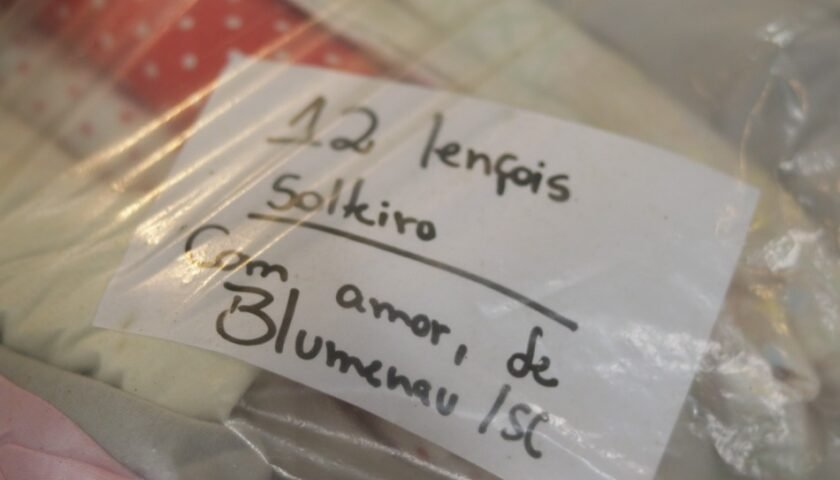 12 lençois
Solteiro
Com amor, de
Blumenau/SC